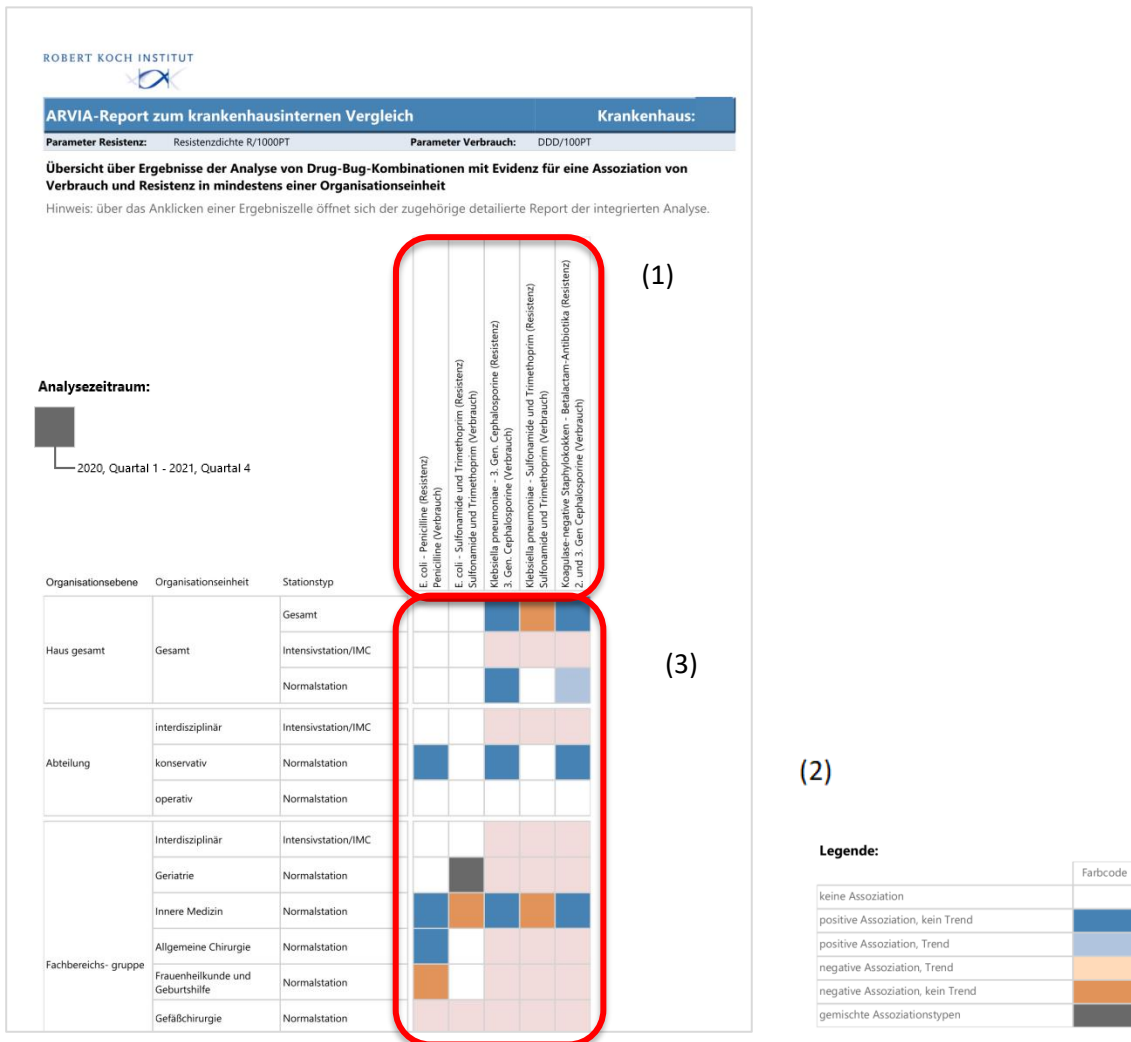 ROBERT KOCH INSTITUT
ARVIA-Report zum krankenhausinternen Vergleich Krankenhaus:
Parameter Resistenz: Resistenzdichte R/1000PT Parameter Verbrauch: DDD/100PT
Übersicht über Ergebnisse der Analyse von Drug-Bug-Kombinationen mit Evidenz für eine Assoziation von
Verbrauch und Resistenz in mindestens einer Organisationseinheit
Hinweis: über das Anklicken einer Ergebniszelle öffnet sich der zugehörige detailierte Report der integrierten Analyse.
(1)
Analysezeitraum:
2020, Quartal 1 - 2021, Quartal 4
E. coli - Penicilline (Resistenz)
Penicilline (Verbrauch)
E. coli - Sulfonamide und Trimethoprim (Resistenz)
Sulfonamide und Trimethoprim (Verbrauch)
Klebsiella pneumoniae - 3. Gen. Cephalosporine (Resistenz)
3. Gen. Cephalosporine (Verbrauch)
Klebsiella pneumoniae - Sulfonamide und Trimethoprim (Resistenz)
Sulfonamide und Trimethoprim (Verbrauch)
Koagulase-negative Staphylokokken - Betalactam-Antibiotika (Resistenz)
2. und 3. Gen Cephalosporine (Verbrauch)
Organisationsebene Organisationseinheit Stationstyp
Gesamt
Haus gesamt Gesamt Intensivstation/IMC
Normalstation
(3)
interdisziplinär Intensivstation/IMC
Abteilung konservativ Normalstation
operativ Normalstation
(2)
Interdisziplinär Intensivstation/IMC
Geriatrie Normalstation
Innere Medizin Normalstation
Allgemeine Chirurgie Normalstation
Fachbereichs- gruppe
Frauenheilkunde und
Geburtshilfe Normalstation
Gefäßchirurgie Normalstation
Legende:
Farbcode
keine Assoziation
positive Assoziation, kein Trend
positive Assoziation, Trend
negative Assoziation, Trend
negative Assoziation, kein Trend
gemischte Assoziationstypen